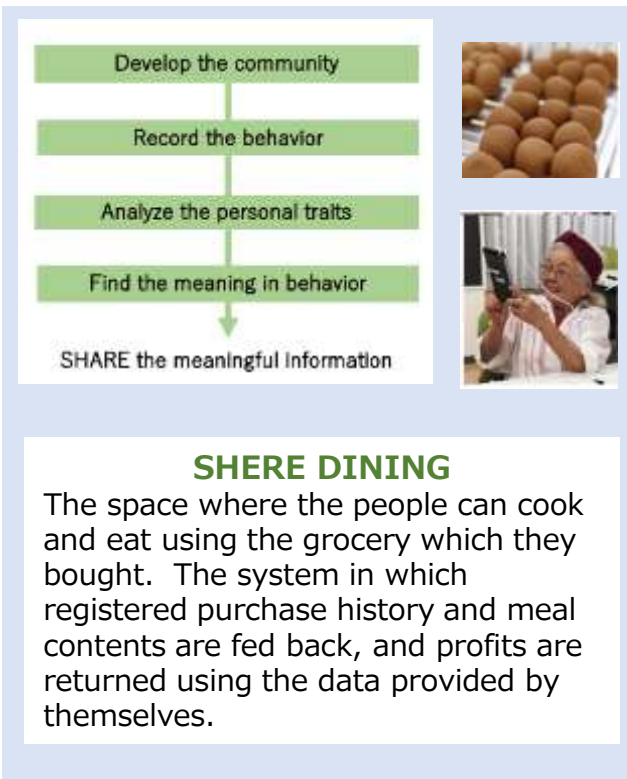 Develop the community
Record the behavior
Analyze the personal traits
Find the meaning in behavior
SHARE the meaningful information
SHERE DINING
The space where the people can cook
and eat using the grocery which they
bought.  The system in which
registered purchase history and meal
contents are fed back, and profits are
returned using the data provided by
themselves.